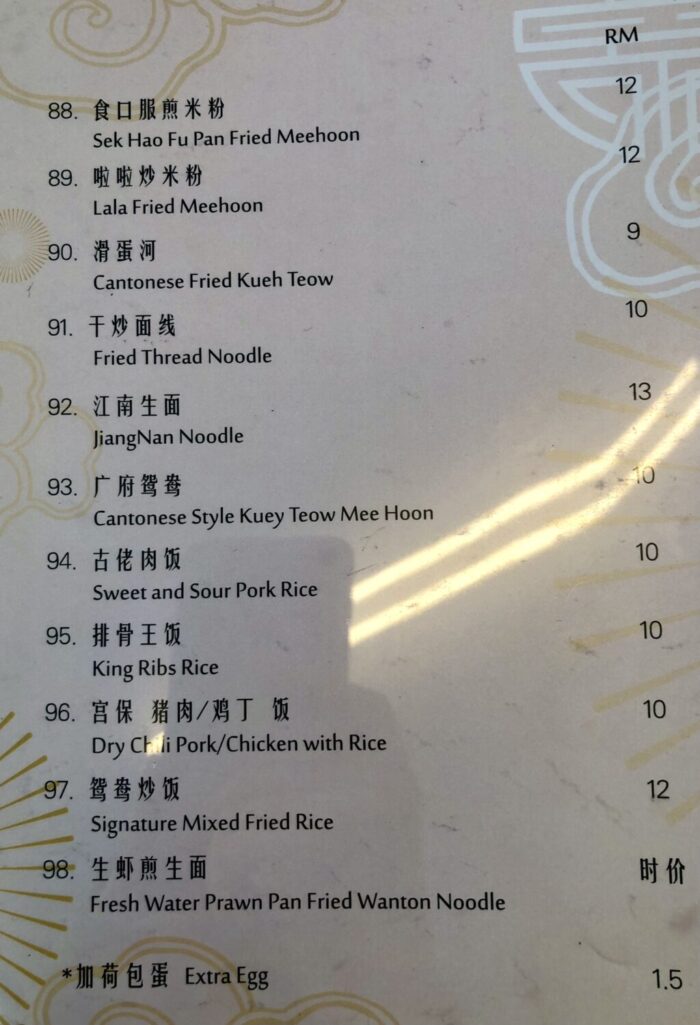 RM
88. 食口服煎米粉 12
Sek Hao Fu Pan Fried Meehoon
89. 啦啦炒米粉 12
Lala Fried Meehoon
90. 滑蛋河 9
Cantonese Fried Kueh Teow
91. 干炒面线 10
Fried Thread Noodle
92. 江南生面 13
JiangNan Noodle
93. 广府鸳鸯 10
Cantonese Style Kuey Teow Mee Hoon
94. 古佬肉饭 10
Sweet and Sour Pork Rice
95. 排骨王饭 10
King Ribs Rice
96. 宫保 猪肉/鸡丁 饭 10
Dry Chili Pork/Chicken with Rice
97. 鸳鸯炒饭 12
Signature Mixed Fried Rice
98. 生虾煎生面 时价
Fresh Water Prawn Pan Fried Wanton Noodle
*加荷包蛋 Extra Egg 1.5